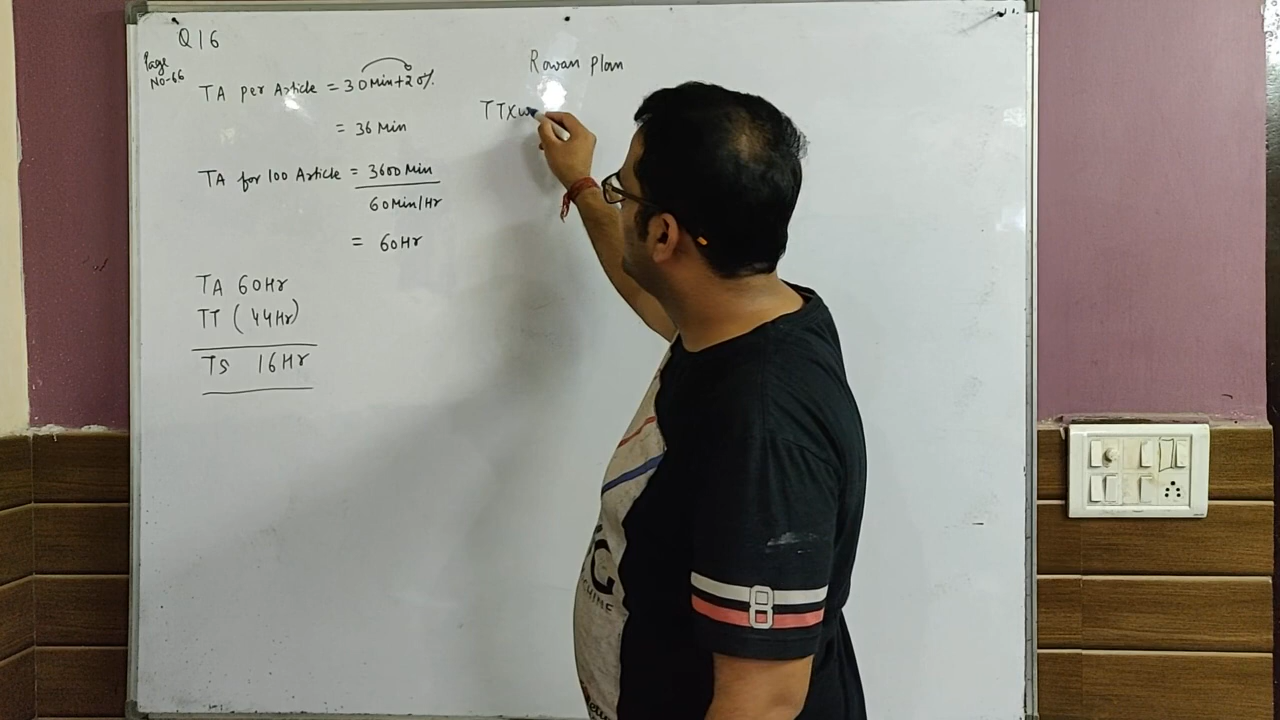 Q16
Page
No-66
TA per Article = 30Min+20%
= 36 Min
TA for 100 Article = 3600 Min
60Min/Hr
= 60Hr
TA 60Hr
TT (44Hr)
TS 16Hr
Rowan Plan
TTXw
G
8